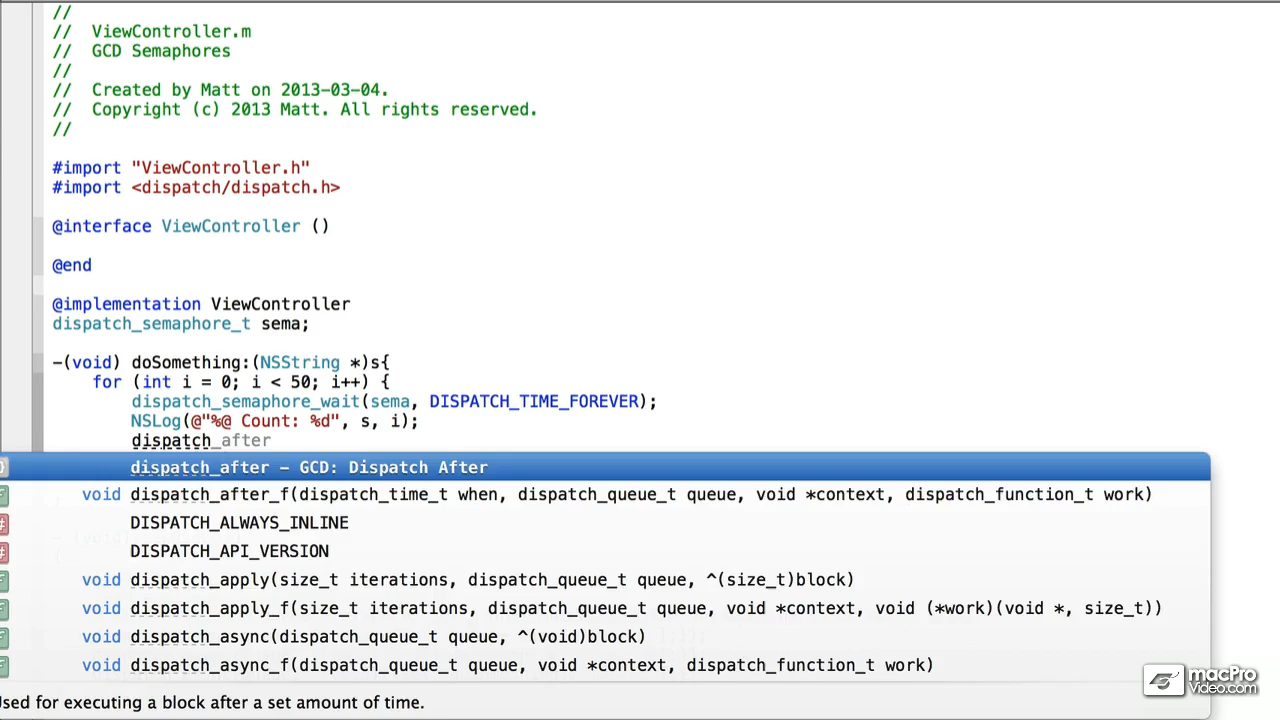 //
//  ViewController.m
//  GCD Semaphores
//
//  Created by Matt on 2013-03-04.
//  Copyright (c) 2013 Matt. All rights reserved.
//
#import "ViewController.h"
#import <dispatch/dispatch.h>
@interface ViewController ()
@end
@implementation ViewController
dispatch_semaphore_t sema;
-(void) doSomething:(NSString *)s{
for (int i = 0; i < 50; i++) {
dispatch_semaphore_wait(sema, DISPATCH_TIME_FOREVER);
NSLog(@"%@ Count: %d", s, i);
dispatch_after
dispatch_after – GCD: Dispatch After
void dispatch_after_f(dispatch_time_t when, dispatch_queue_t queue, void *context, dispatch_function_t work)
DISPATCH_ALWAYS_INLINE
DISPATCH_API_VERSION
void dispatch_apply(size_t iterations, dispatch_queue_t queue, ^(size_t)block)
void dispatch_apply_f(size_t iterations, dispatch_queue_t queue, void *context, void (*work)(void *, size_t))
void dispatch_async(dispatch_queue_t queue, ^(void)block)
void dispatch_async_f(dispatch_queue_t queue, void *context, dispatch_function_t work)
Used for executing a block after a set amount of time.
macPro
Video.com